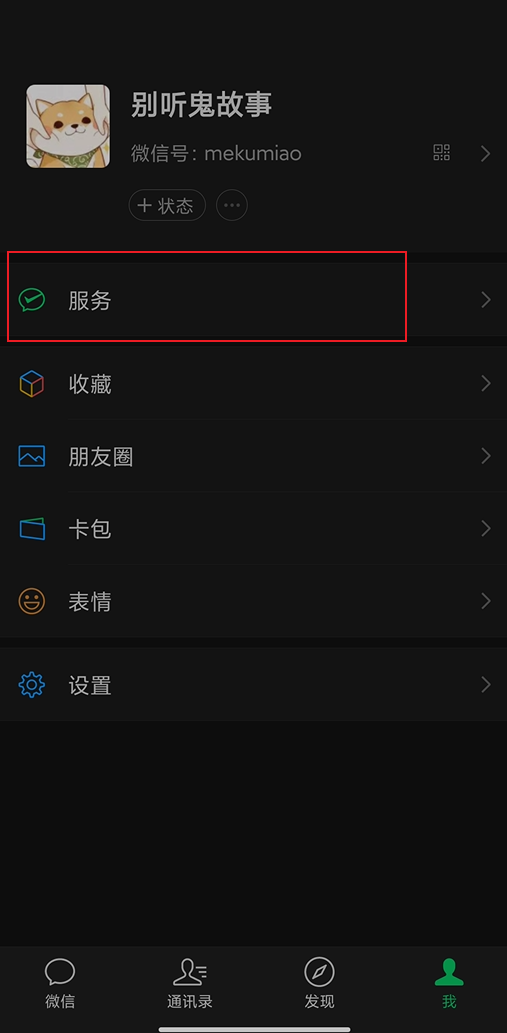 别听鬼故事
微信号：mekumiao
+ 状态
服务
收藏
朋友圈
卡包
表情
设置
微信
通讯录
发现
我